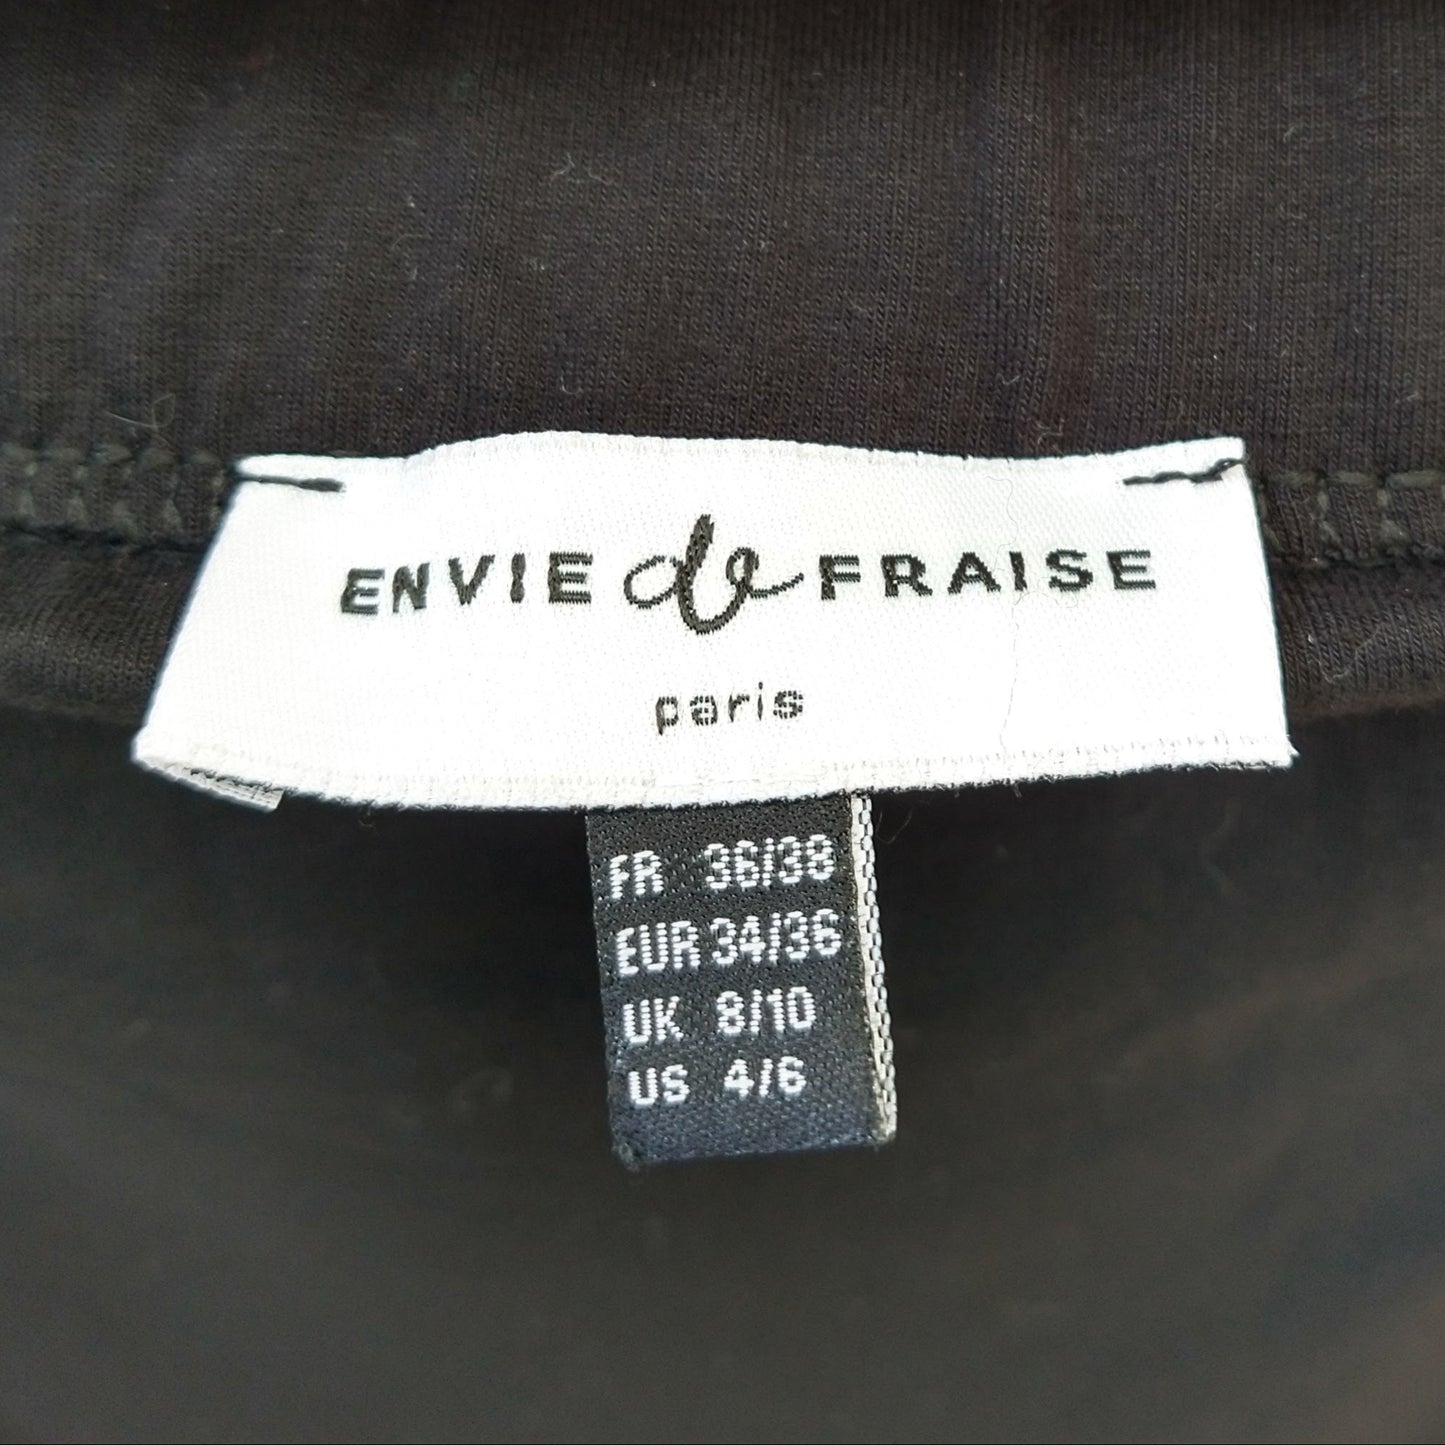 ENVIE de FRAISE
paris
FR 36/38
EUR 34/36
UK 8/10
US 4/6